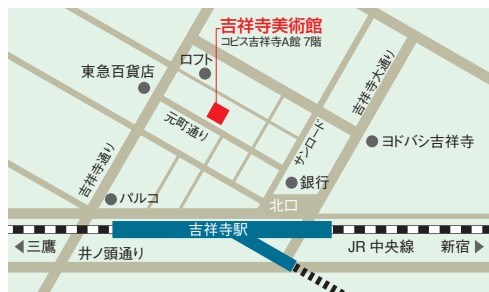 吉祥寺美術館
コピス吉祥寺A館 7階
ロフト
東急百貨店
元町通り
吉祥寺大通り
サンロード
ヨドバシ吉祥寺
吉祥寺通り
パルコ
銀行
北口
吉祥寺駅
三鷹
井ノ頭通り
JR 中央線
新宿